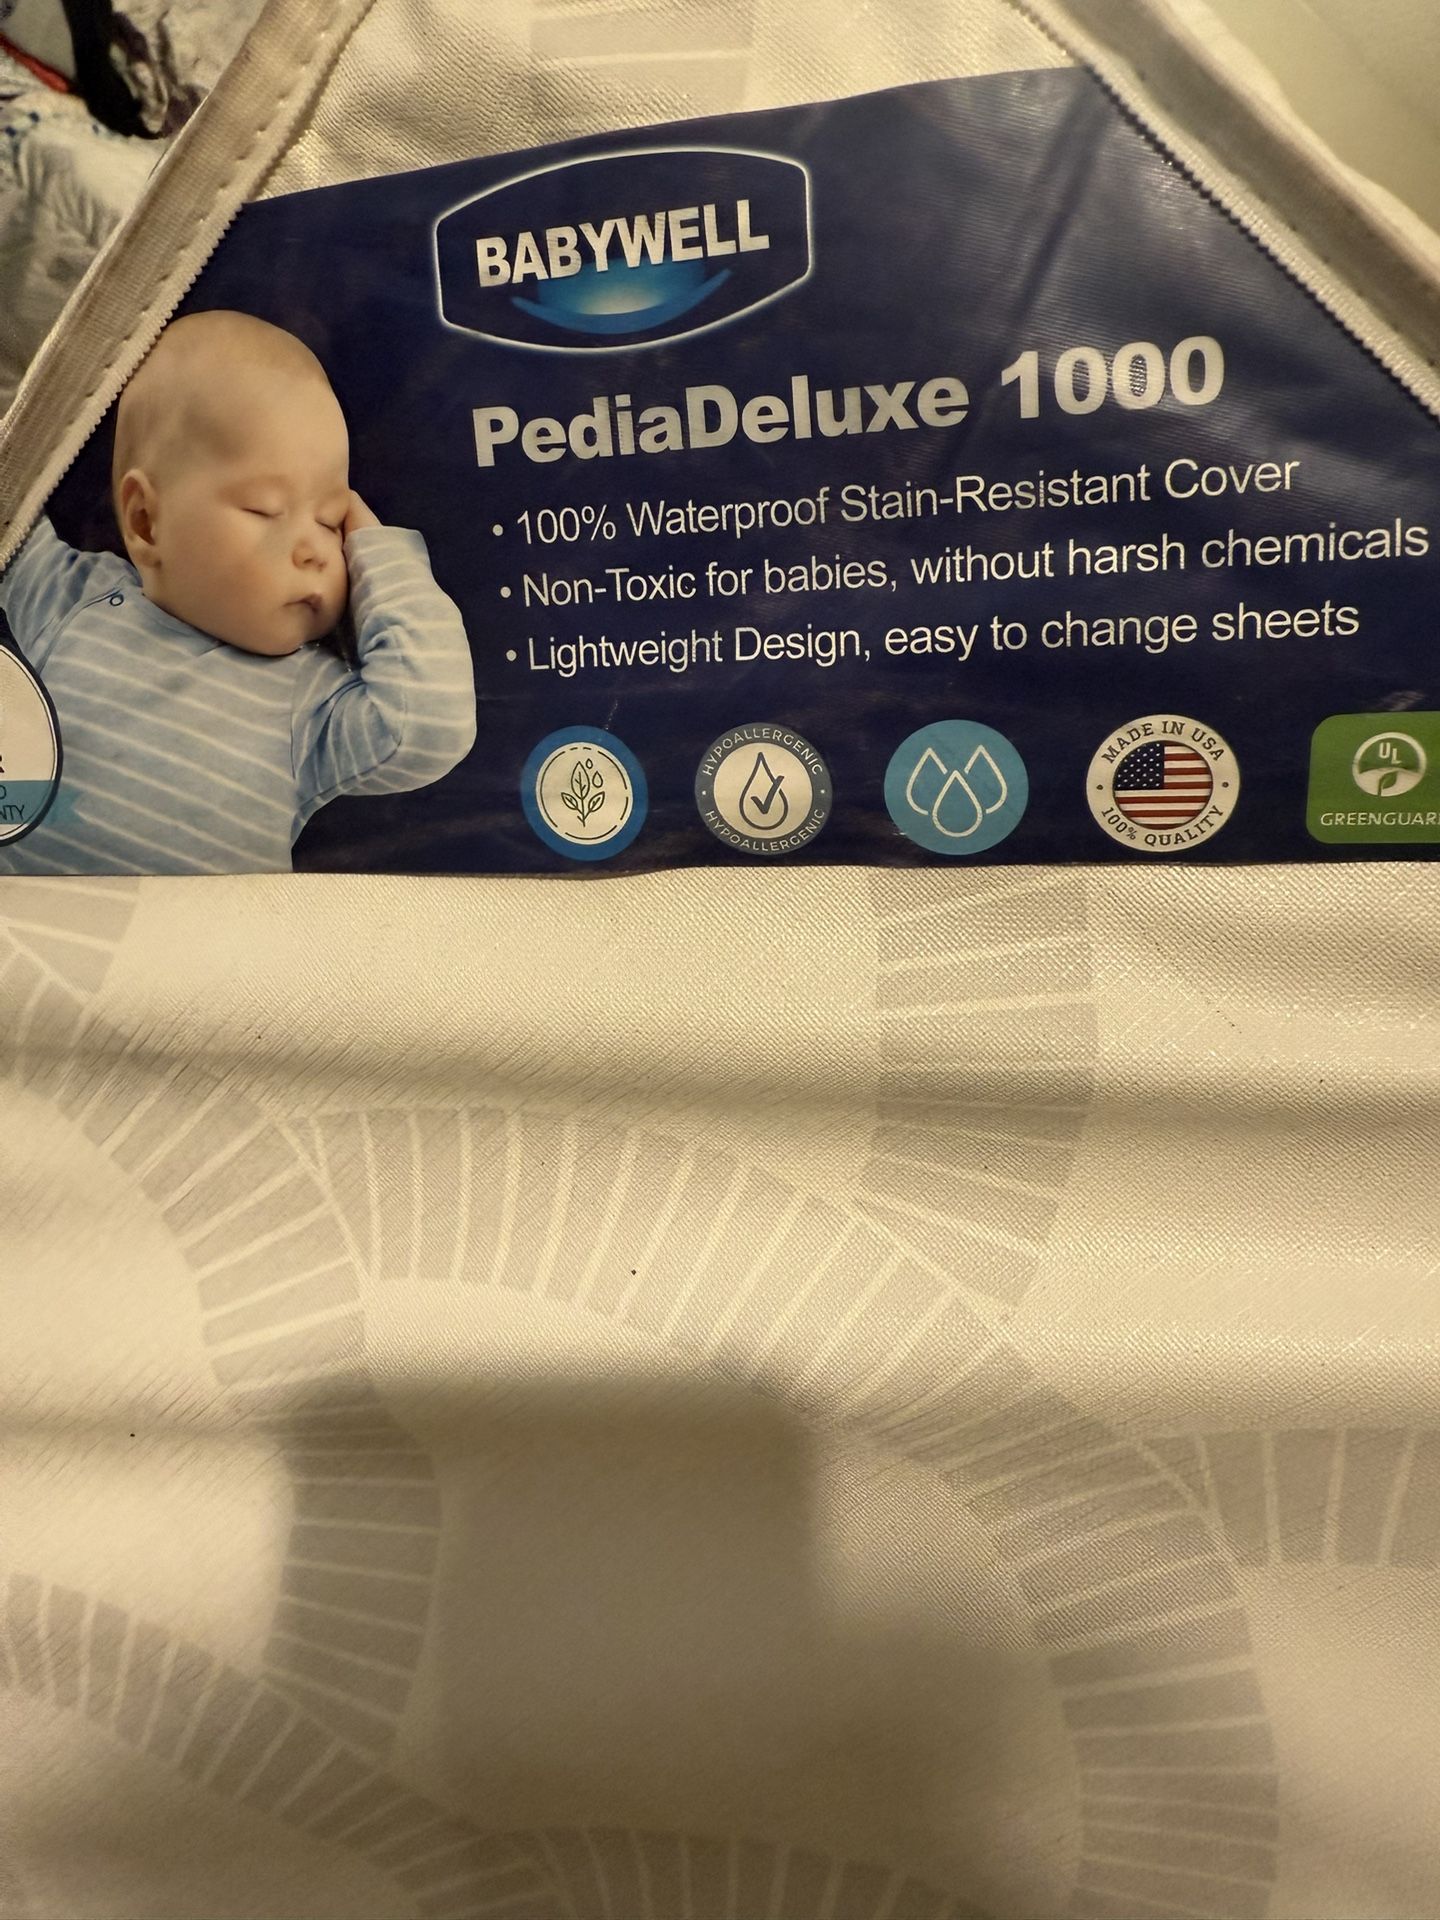 BABYWELL
PediaDeluxe 1000
• 100% Waterproof Stain-Resistant Cover
• Non-Toxic for babies, without harsh chemicals
• Lightweight Design, easy to change sheets
HYPOALLERGENIC
HYPOALLERGENIC
MADE IN USA
100% QUALITY
UL